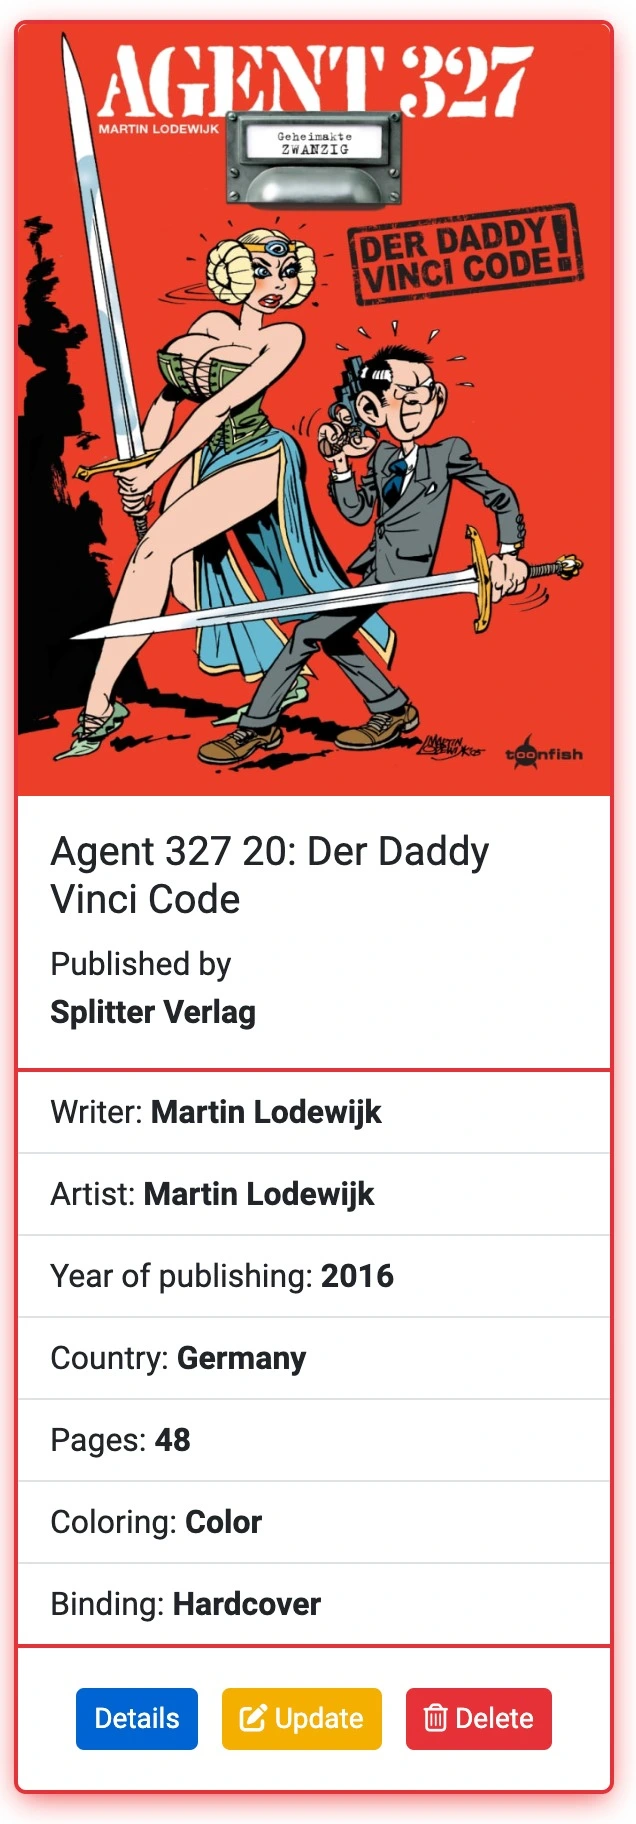 AGENT 327
MARTIN LODEWIJK
Geheimakte
ZWANZIG
DER DADDY
VINCI CODE!
MARTIN
LODEWIJK
toonfish
Agent 327 20: Der Daddy
Vinci Code
Published by
Splitter Verlag
Writer: Martin Lodewijk
Artist: Martin Lodewijk
Year of publishing: 2016
Country: Germany
Pages: 48
Coloring: Color
Binding: Hardcover
Details
Update
Delete